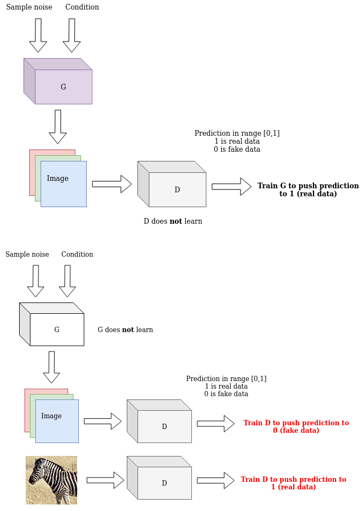 Sample noise Condition
G
Image
Prediction in range [0,1]
1 is real data
0 is fake data
D
Train G to push prediction
to 1 (real data)
D does not learn
Sample noise Condition
G
G does not learn
Image
Prediction in range [0,1]
1 is real data
0 is fake data
D
Train D to push prediction to
0 (fake data)
D
Train D to push prediction to
1 (real data)